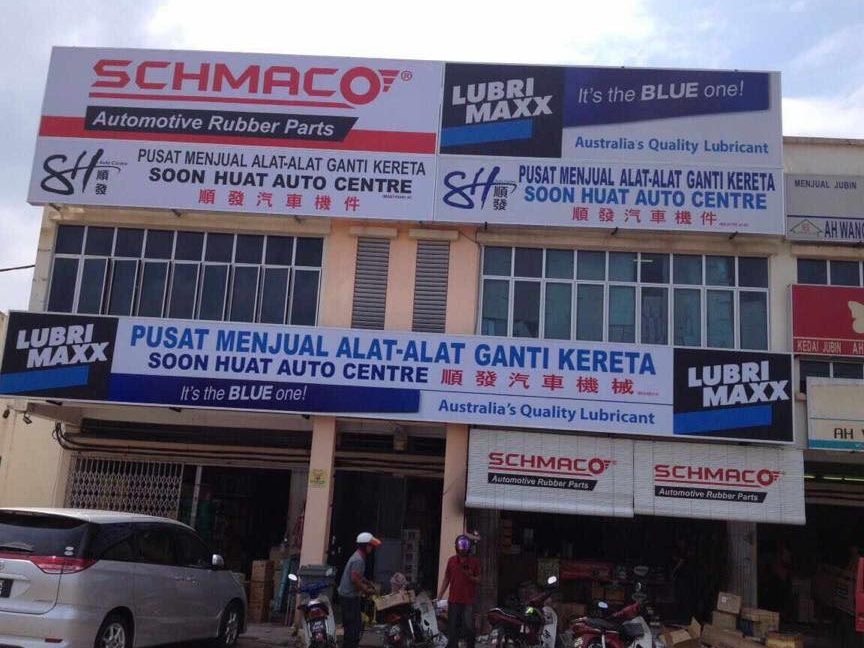 SCHMACO®
Automotive Rubber Parts
SH Auto Centre 順發
PUSAT MENJUAL ALAT-ALAT GANTI KERETA
SOON HUAT AUTO CENTRE
順發汽車機件
LUBRI
MAXX
It's the BLUE one!
Australia's Quality Lubricant
SH 順發
PUSAT MENJUAL ALAT-ALAT GANTI KERETA
SOON HUAT AUTO CENTRE
順發汽車機件
MENJUAL JUBIN
AH WANG
KEDAI JUBIN AH
LUBRI
MAXX
PUSAT MENJUAL ALAT-ALAT GANTI KERETA
SOON HUAT AUTO CENTRE 順發汽車機械
It's the BLUE one!
Australia's Quality Lubricant
LUBRI
MAXX
AH
SCHMACO
Automotive Rubber Parts
SCHMACO
Automotive Rubber Parts